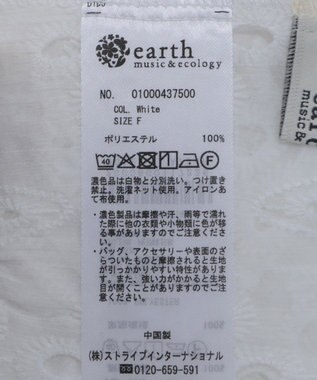 earth
music&ecology
NO. 01000437500
COL. White
SIZE F
ポリエステル 100%
40 F
濃色品は白物と分別洗い。つけ置き
禁止。洗濯ネット使用。アイロンあ
て布使用。
・濃色製品は摩擦や汗、雨等で濡れ
た際に他の衣類や小物類に色が移
る事がありますのでご注意くださ
い。
・バッグ、アクセサリーや表面のざ
らついたものと摩擦されると生地
が引っかかりやすい特性がありま
す。また、強い力がかかると生地
目が開くことがありますのでご注
意ください。
中国製
(株)ストライプインターナショナル
0120-659-591
music&